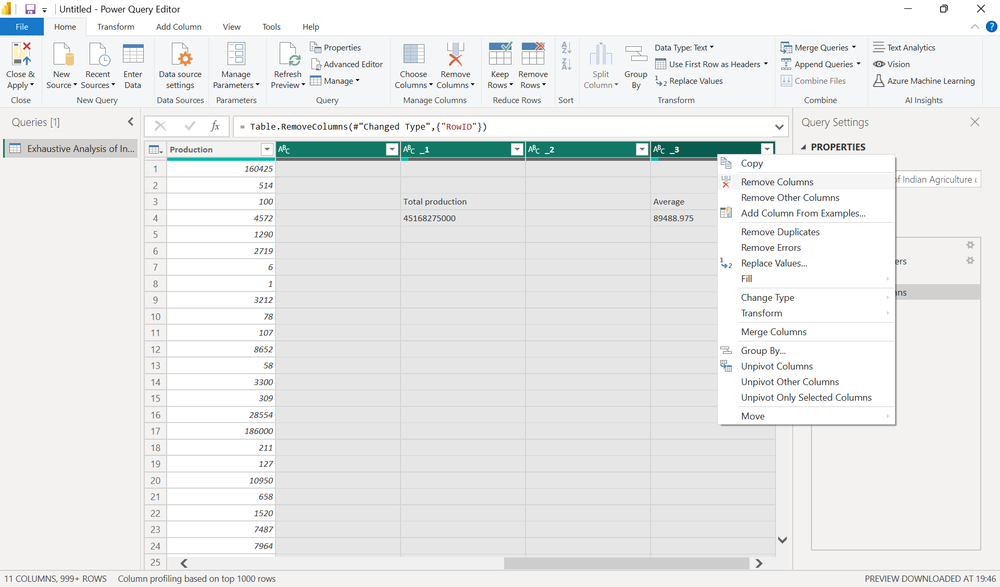 Untitled - Power Query Editor
File Home Transform Add Column View Tools Help
Close & Apply
Close
New Source
Recent Sources
Enter Data
New Query
Data source settings
Data Sources
Manage Parameters
Parameters
Refresh Preview
Properties
Advanced Editor
Manage
Query
Choose Columns
Remove Columns
Manage Columns
Keep Rows
Remove Rows
Reduce Rows
Sort
Split Column
Group By
Data Type: Text
Use First Row as Headers
Replace Values
Transform
Merge Queries
Append Queries
Combine Files
Combine
Text Analytics
Vision
Azure Machine Learning
AI Insights
Queries [1]
Exhaustive Analysis of In...
fx = Table.RemoveColumns(#"Changed Type",{"RowID"})
Production ABC ABC _1 ABC _2 ABC _3
1 160425
2 514
3 100 Total production Average
4 4572 45168275000 89488.975
5 1290
6 2719
7 6
8 1
9 3212
10 78
11 107
12 8652
13 58
14 3300
15 309
16 28554
17 186000
18 211
19 127
20 10950
21 658
22 1520
23 7487
24 7964
25
Copy
Remove Columns
Remove Other Columns
Add Column From Examples...
Remove Duplicates
Remove Errors
Replace Values...
Fill
Change Type
Transform
Merge Columns
Group By...
Unpivot Columns
Unpivot Other Columns
Unpivot Only Selected Columns
Move
Query Settings
PROPERTIES
of Indian Agriculture
ers
ns
11 COLUMNS, 999+ ROWS Column profiling based on top 1000 rows
PREVIEW DOWNLOADED AT 19:46